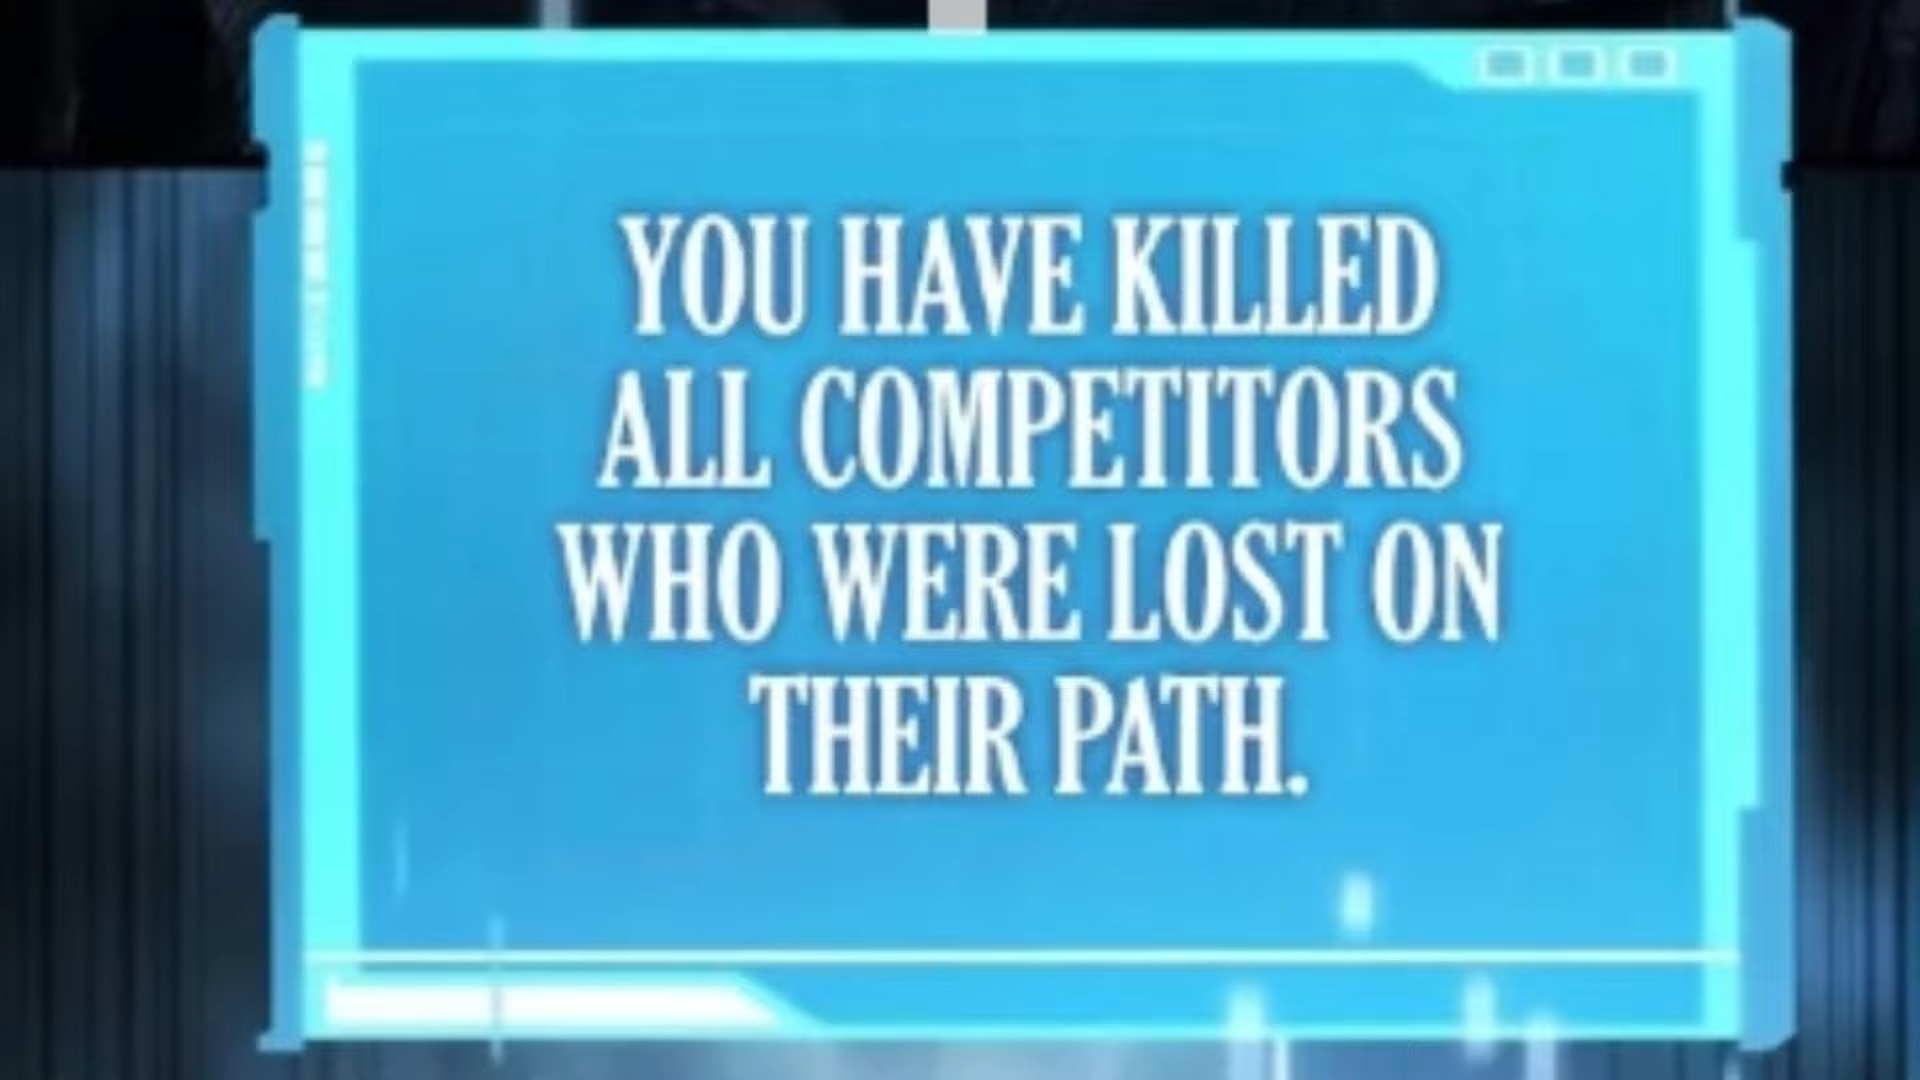 YOU HAVE KILLED
ALL COMPETITORS
WHO WERE LOST ON
THEIR PATH.